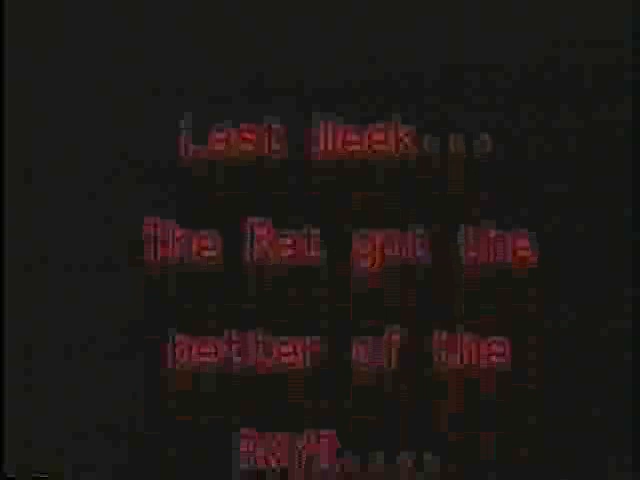 Last Week...
The Rat got the
better of the